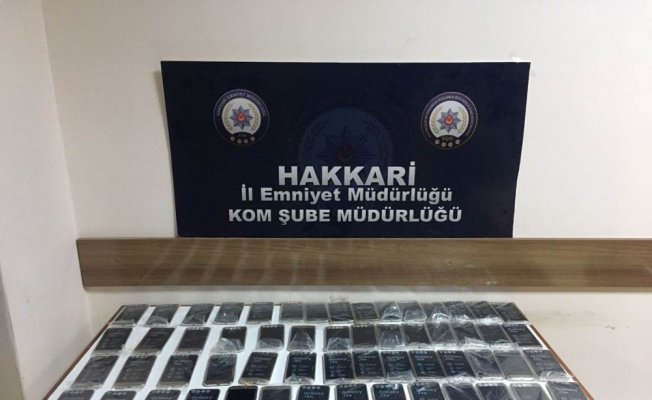 HAKKARİ
İl Emniyet Müdürlüğü
KOM ŞUBE MÜDÜRLÜĞÜ